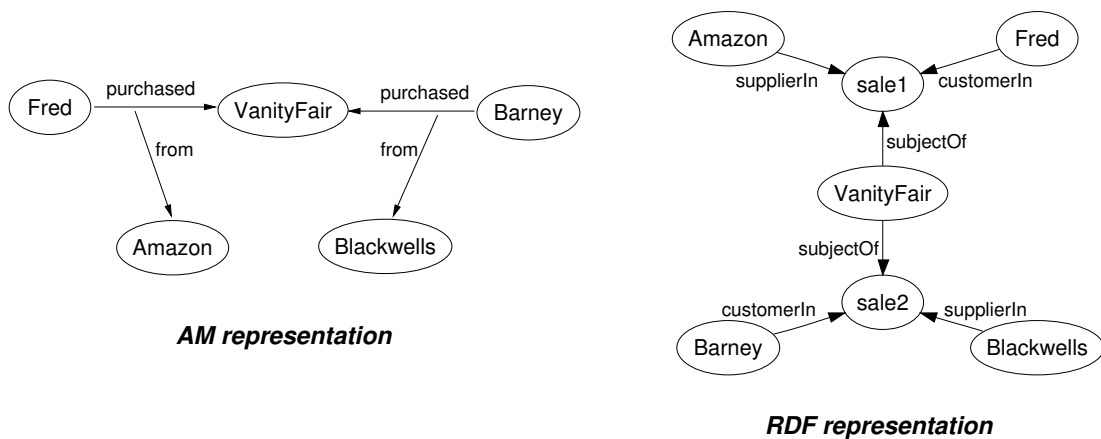 Fred
purchased
VanityFair
purchased
Barney
from
from
Amazon
Blackwells
AM representation
Amazon
Fred
supplierIn
sale1
customerIn
subjectOf
VanityFair
subjectOf
customerIn
sale2
supplierIn
Barney
Blackwells
RDF representation